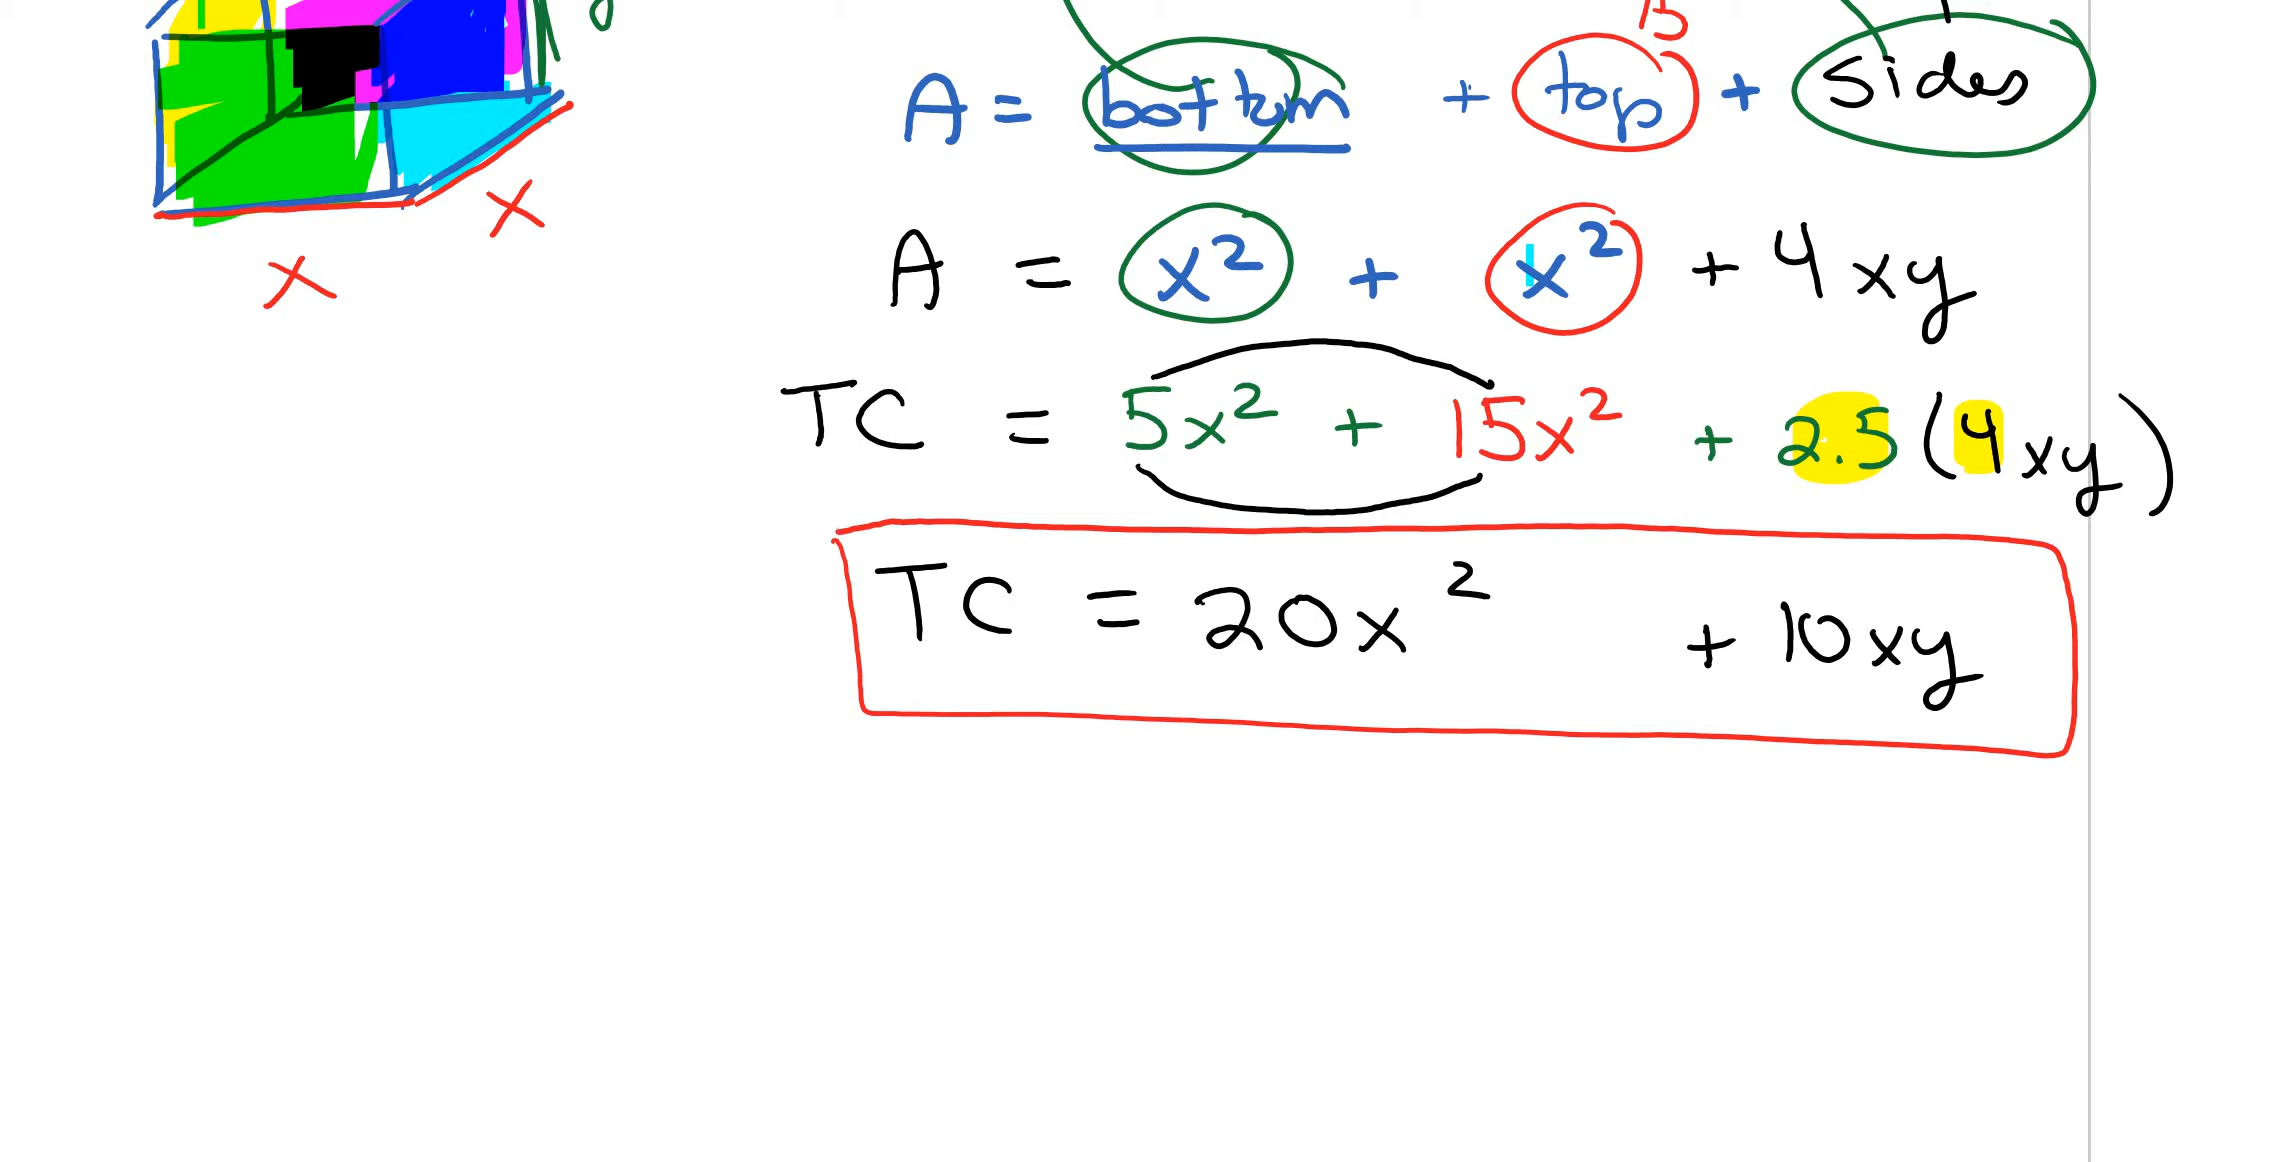 y
15
A = bottom + top + sides
x
A = x² + x² + 4xy
x
TC = 5x² + 15x² + 2.5(4xy)
TC = 20x² + 10xy